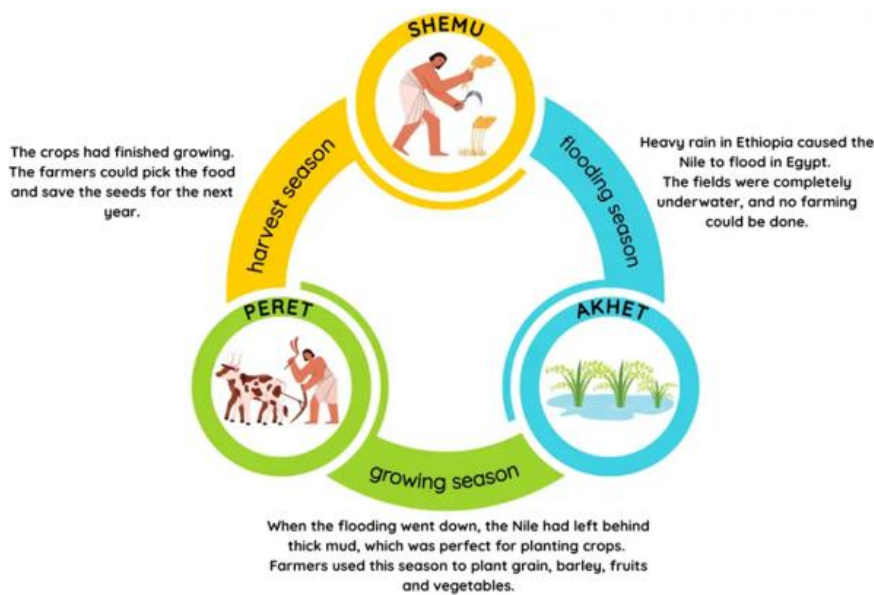 SHEMU
harvest season
flooding season
The crops had finished growing.
The farmers could pick the food
and save the seeds for the next
year.
Heavy rain in Ethiopia caused the
Nile to flood in Egypt.
The fields were completely
underwater, and no farming
could be done.
PERET
AKHET
growing season
When the flooding went down, the Nile had left behind
thick mud, which was perfect for planting crops.
Farmers used this season to plant grain, barley, fruits
and vegetables.